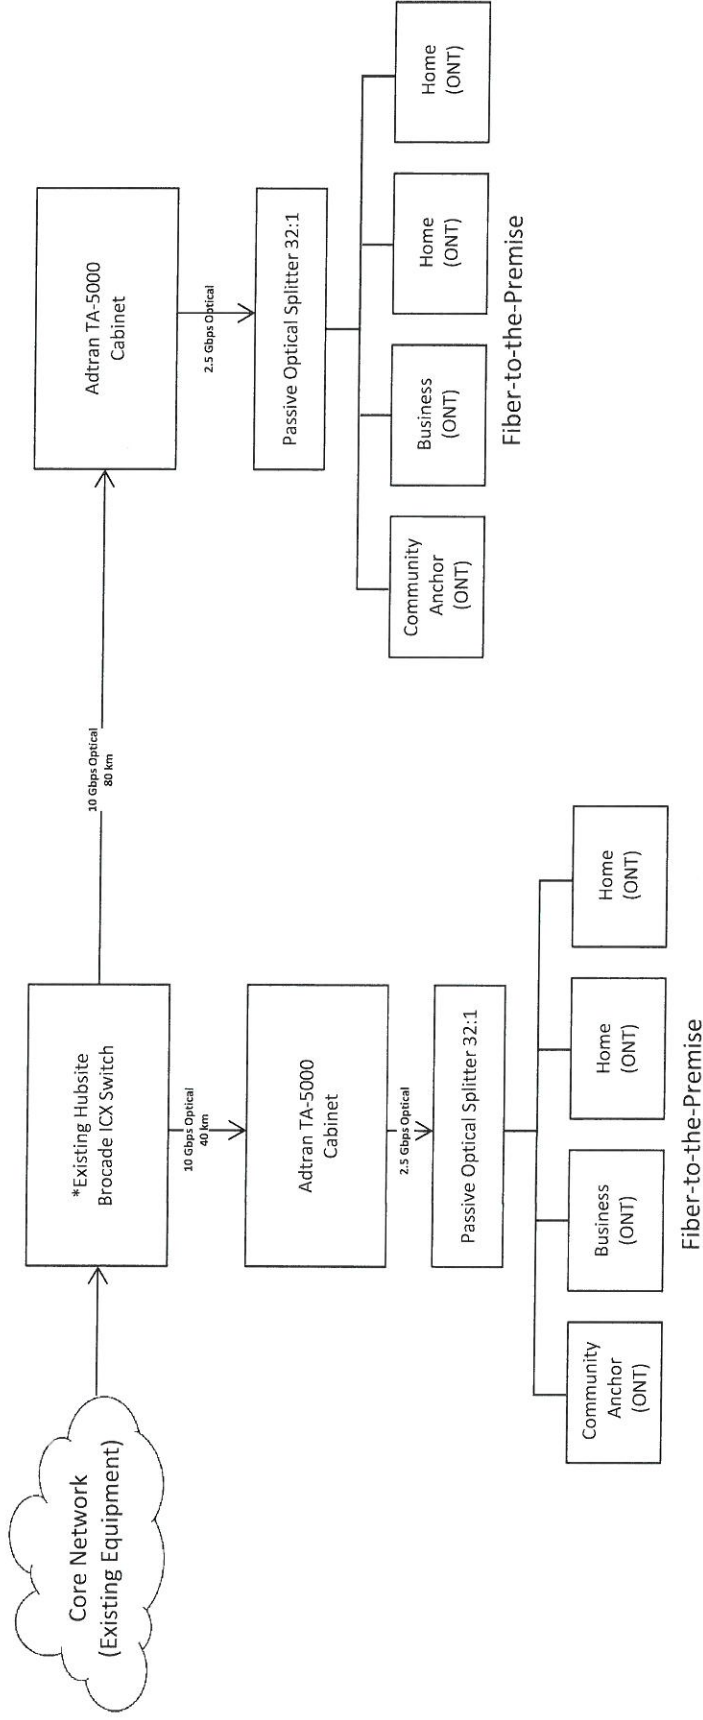 Core Network
(Existing Equipment)
*Existing Hubsite
Brocade ICX Switch
10 Gbps Optical
80 km
Adtran TA-5000
Cabinet
2.5 Gbps Optical
Passive Optical Splitter 32:1
Community
Anchor
(ONT)
Business
(ONT)
Home
(ONT)
Home
(ONT)
Fiber-to-the-Premise
10 Gbps Optical
40 km
Adtran TA-5000
Cabinet
2.5 Gbps Optical
Passive Optical Splitter 32:1
Community
Anchor
(ONT)
Business
(ONT)
Home
(ONT)
Home
(ONT)
Fiber-to-the-Premise